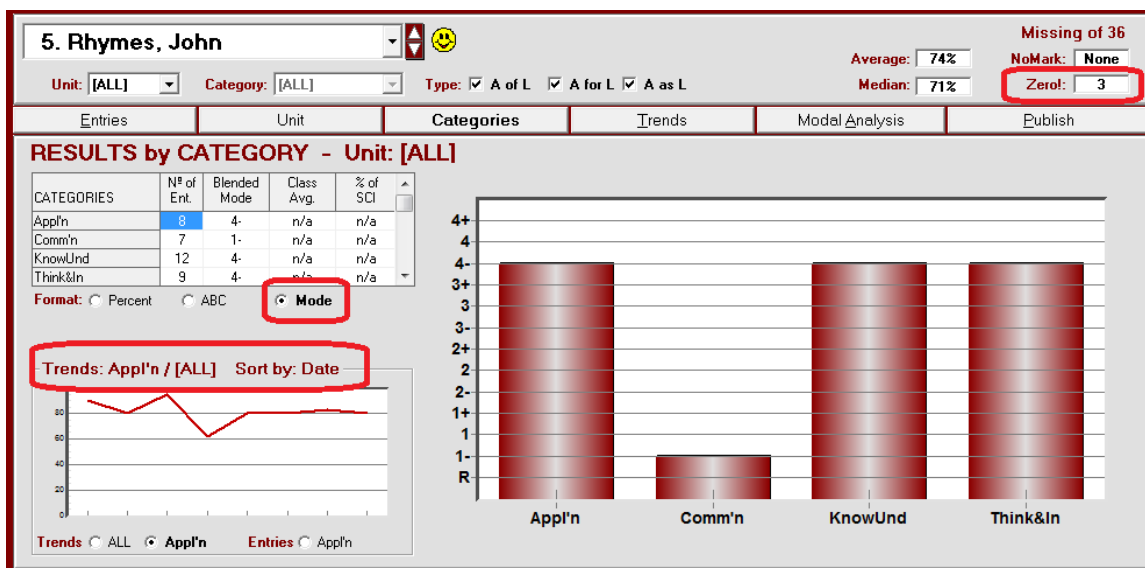 5. Rhymes, John
Missing of 36
Average: 74% NoMark: None
Unit: [ALL] Category: [ALL] Type: A of L A for L A as L Median: 71% Zero!: 3
Entries Unit Categories Trends Modal Analysis Publish
RESULTS by CATEGORY - Unit: [ALL]
CATEGORIES Nº of Ent. Blended Mode Class Avg. % of SCI
Appl'n 8 4- n/a n/a
Comm'n 7 1- n/a n/a
KnowUnd 12 4- n/a n/a
Think&In 9 4- n/a n/a
Format: Percent ABC Mode
Trends: Appl'n / [ALL] Sort by: Date
80
60
40
20
0
Trends ALL Appl'n Entries Appl'n
4+
4
4-
3+
3
3-
2+
2
2-
1+
1
1-
R
Appl'n Comm'n KnowUnd Think&In